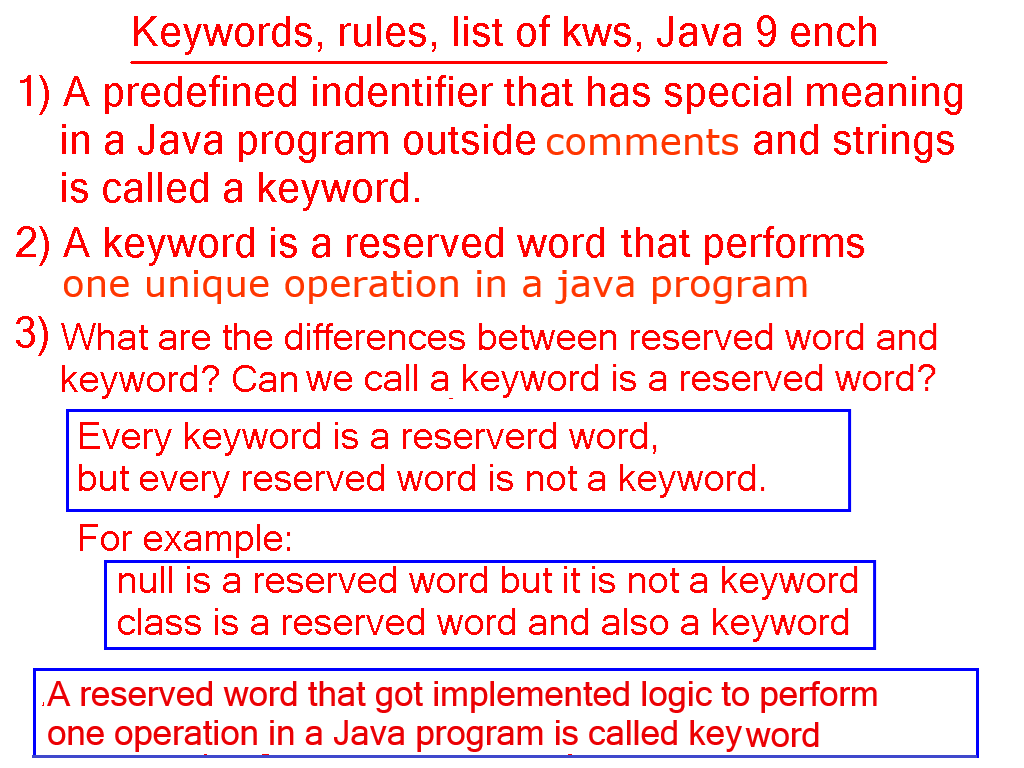 Keywords, rules, list of kws, Java 9 ench
1) A predefined indentifier that has special meaning
in a Java program outside comments and strings
is called a keyword.
2) A keyword is a reserved word that performs
one unique operation in a java program
3) What are the differences between reserved word and
keyword? Can we call a keyword is a reserved word?
Every keyword is a reserverd word,
but every reserved word is not a keyword.
For example:
null is a reserved word but it is not a keyword
class is a reserved word and also a keyword
A reserved word that got implemented logic to perform
one operation in a Java program is called keyword